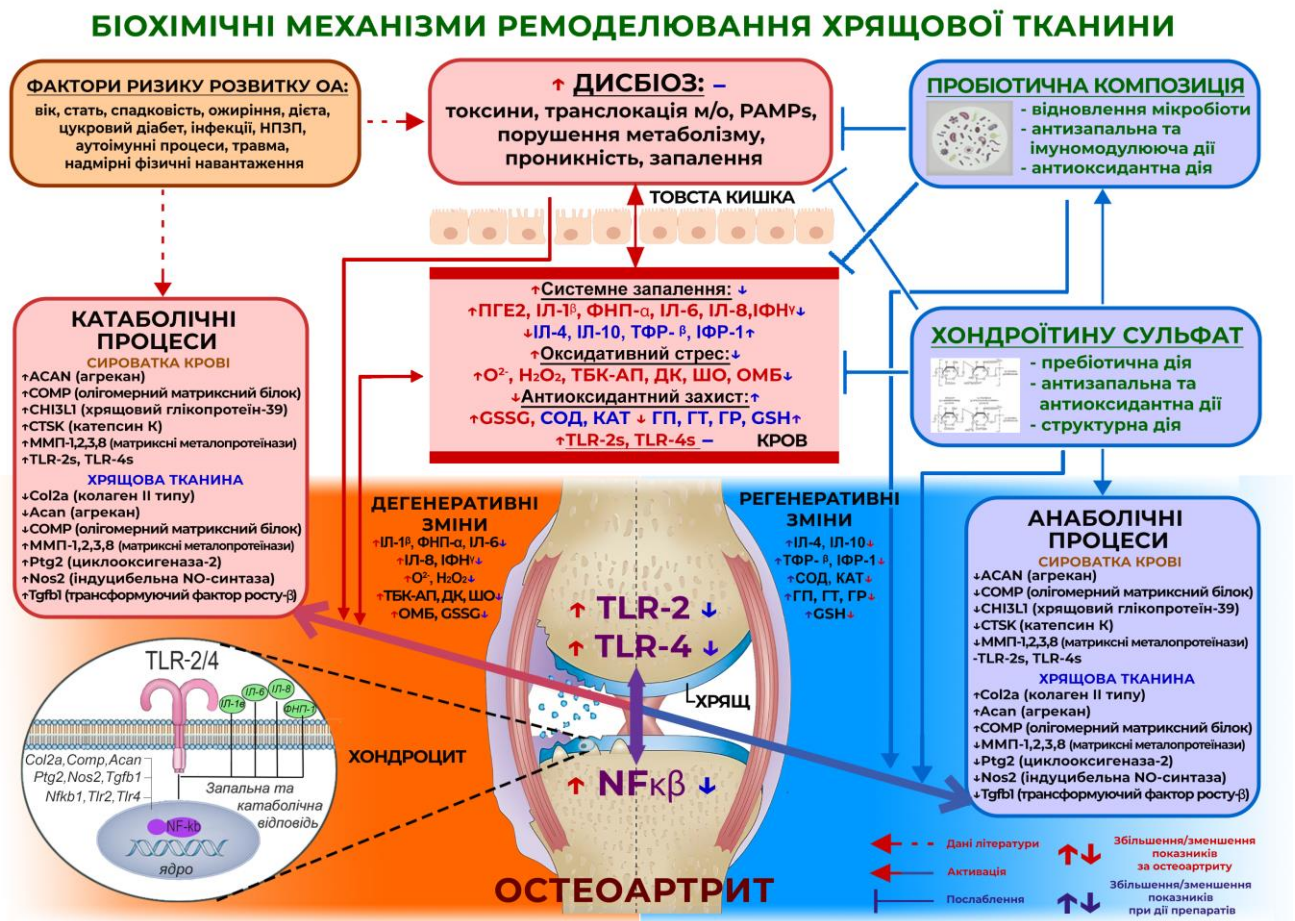 БІОХІМІЧНІ МЕХАНІЗМИ РЕМОДЕЛЮВАННЯ ХРЯЩОВОЇ ТКАНИНИ
ФАКТОРИ РИЗИКУ РОЗВИТКУ ОА:
вік, стать, спадковість, ожиріння, дієта,
цукровий діабет, інфекції, НПЗП,
аутоімунні процеси, травма,
надмірні фізичні навантаження
↑ ДИСБІОЗ: –
токсини, транслокація м/о, PAMPs,
порушення метаболізму,
проникність, запалення
ПРОБІОТИЧНА КОМПОЗИЦІЯ
- відновлення мікробіоти
- антизапальна та
імуномодулююча дії
- антиоксидантна дія
ТОВСТА КИШКА
↑Системне запалення: ↓
↑ПГЕ2, ІЛ-1β, ФНП-α, ІЛ-6, ІЛ-8,ІФНγ↓
↓ІЛ-4, ІЛ-10, ТФР- β, ІФР-1↑
↑Оксидативний стрес:↓
↑O2-, H2O2, ТБК-АП, ДК, ШО, ОМБ↓
↓Антиоксидантний захист:↑
↑GSSG, СОД, КАТ ↓ ГП, ГТ, ГР, GSH↑
↑TLR-2s, TLR-4s –
КРОВ
ХОНДРОЇТИНУ СУЛЬФАТ
- пребіотична дія
- антизапальна та
антиоксидантна дії
- структурна дія
КАТАБОЛІЧНІ
ПРОЦЕСИ
СИРОВАТКА КРОВІ
↑ACAN (агрекан)
↑COMP (олігомерний матриксний білок)
↑CHI3L1 (хрящовий глікопротеїн-39)
↑CTSK (катепсин К)
↑ММП-1,2,3,8 (матриксні металопротеїнази)
↑TLR-2s, TLR-4s
ХРЯЩОВА ТКАНИНА
↓Col2a (колаген ІІ типу)
↓Acan (агрекан)
↓COMP (олігомерний матриксний білок)
↑ММП-1,2,3,8 (матриксні металопротеїнази)
↑Ptg2 (циклооксигеназа-2)
↑Nos2 (індуцибельна NO-синтаза)
↑Tgfb1 (трансформуючий фактор росту-β)
ДЕГЕНЕРАТИВНІ
ЗМІНИ
↑ІЛ-1β, ФНП-α, ІЛ-6↓
↑ІЛ-8, ІФНγ↓
↑O2-, H2O2↓
↑ТБК-АП, ДК, ШО↓
↑ОМБ, GSSG↓
РЕГЕНЕРАТИВНІ
ЗМІНИ
↑ІЛ-4, ІЛ-10↓
↑ТФР- β, ІФР-1↓
↑СОД, КАТ↓
↑ГП, ГТ, ГР↓
↑GSH↓
↑ TLR-2 ↓
↑ TLR-4 ↓
ХРЯЩ
↑ NFκβ ↓
АНАБОЛІЧНІ
ПРОЦЕСИ
СИРОВАТКА КРОВІ
↓ACAN (агрекан)
↓COMP (олігомерний матриксний білок)
↓CHI3L1 (хрящовий глікопротеїн-39)
↓CTSK (катепсин К)
↓ММП-1,2,3,8 (матриксні металопротеїнази)
-TLR-2s, TLR-4s
ХРЯЩОВА ТКАНИНА
↑Col2a (колаген ІІ типу)
↑Acan (агрекан)
↑COMP (олігомерний матриксний білок)
↓ММП-1,2,3,8 (матриксні металопротеїнази)
↓Ptg2 (циклооксигеназа-2)
↓Nos2 (індуцибельна NO-синтаза)
↓Tgfb1 (трансформуючий фактор росту-β)
TLR-2/4
ІЛ-1в
ІЛ-6
ІЛ-8
ФНП-1
Col2a,Comp,Acan
Ptg2,Nos2,Tgfb1
Nfkb1,Tlr2,Tlr4
Запальна та
катаболічна
відповідь
NF-kb
ядро
ХОНДРОЦИТ
ОСТЕОАРТРИТ
Дані літератури
Активація
Послаблення
↑↓ Збільшення/зменшення
показників
за остеоартриту
↑↓ Збільшення/зменшення
показників
при дії препаратів